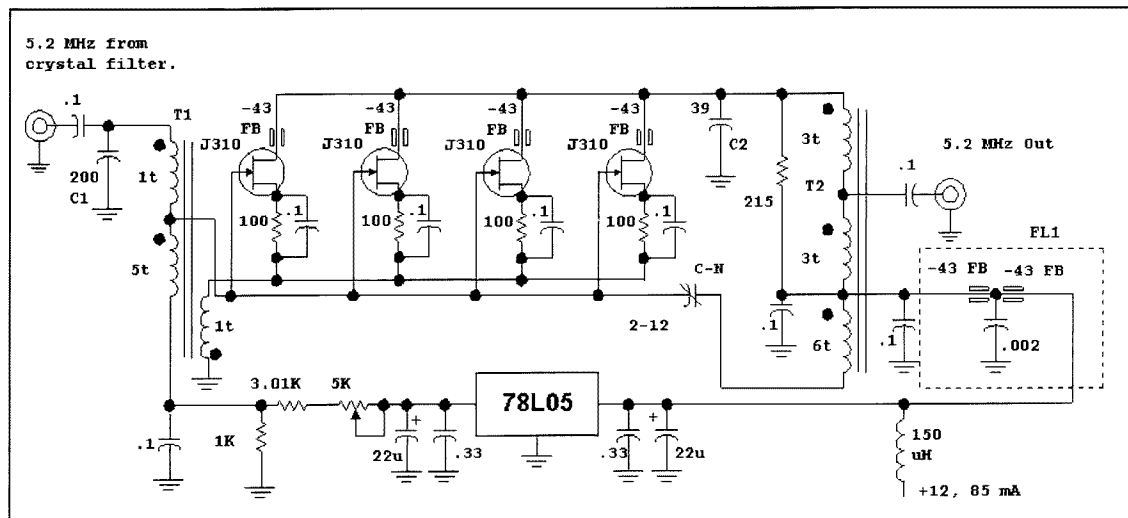 5.2 MHz from
crystal filter.
.1
T1
200
C1
1t
5t
1t
-43
FB
J310
100
.1
-43
FB
J310
100
.1
-43
FB
J310
100
.1
-43
FB
J310
100
.1
39
C2
215
3t
T2
3t
6t
5.2 MHz Out
.1
FL1
-43 FB
-43 FB
.1
.1
.002
C-N
2-12
3.01K
5K
78L05
.1
1K
+
22u
.33
.33
+
22u
150
uH
+12, 85 mA